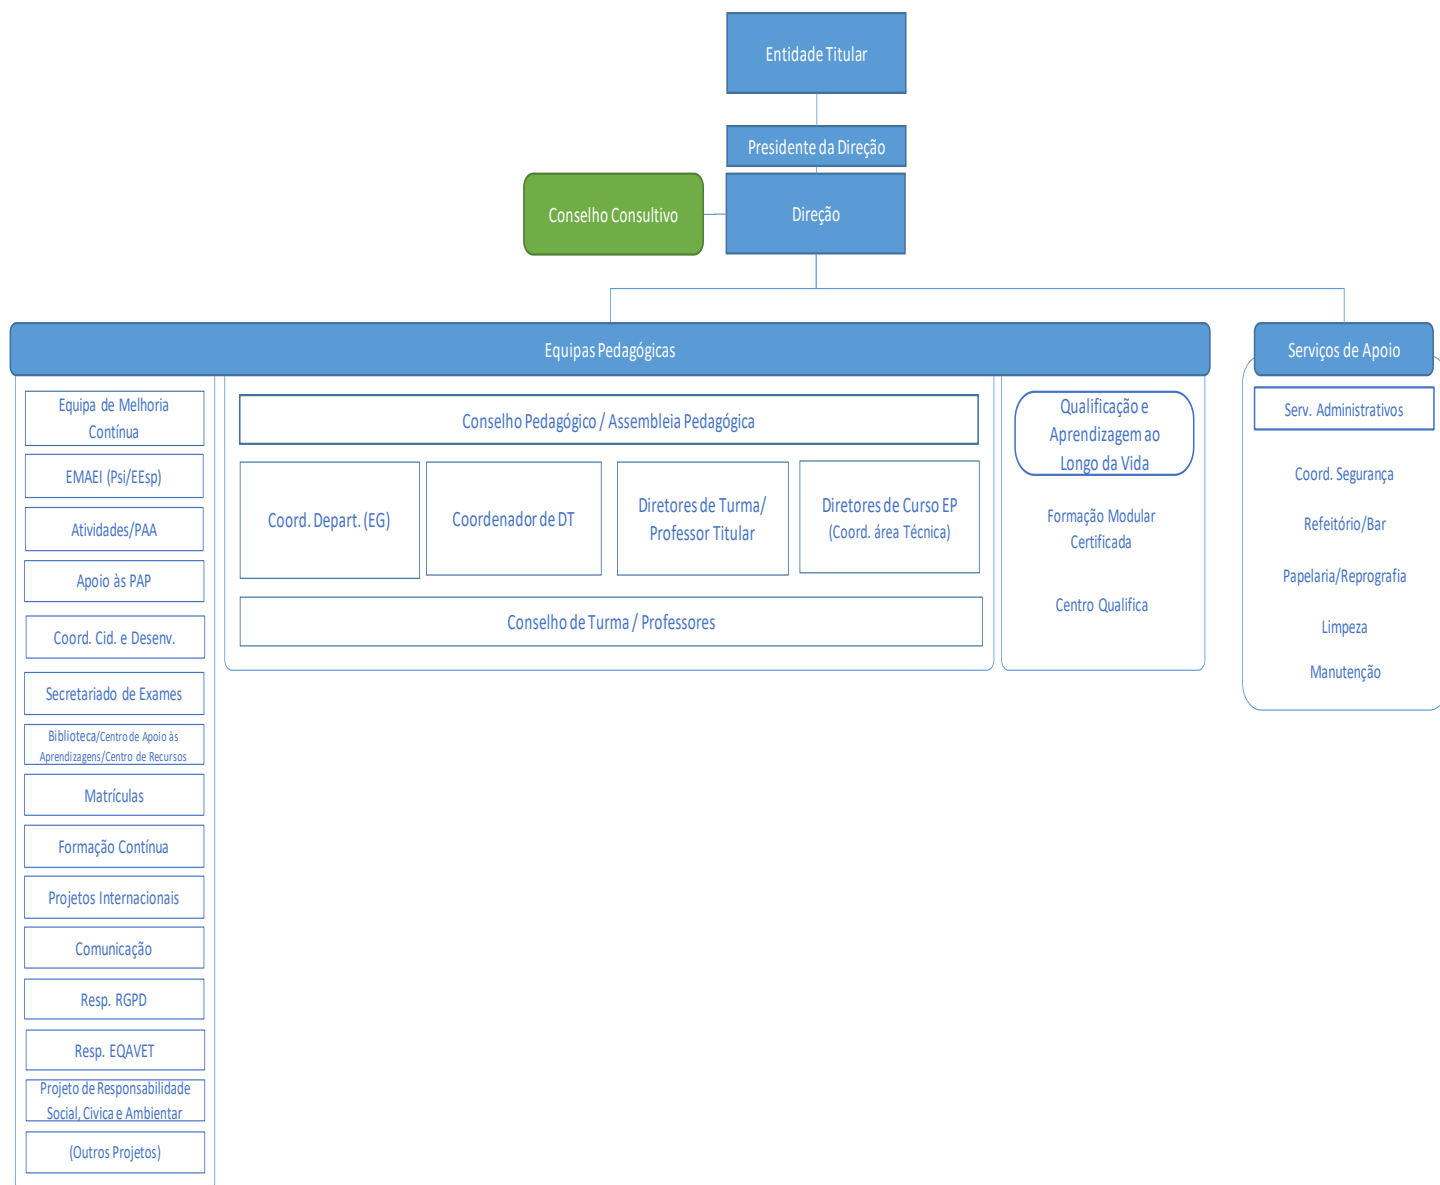 Entidade Titular
Presidente da Direção
Conselho Consultivo
Direção
Equipas Pedagógicas
Serviços de Apoio
Equipa de Melhoria
Contínua
EMAEI (Psi/EEsp)
Atividades/PAA
Apoio às PAP
Coord. Cid. e Desenv.
Secretariado de Exames
Biblioteca/Centro de Apoio às
Aprendizagens/Centro de Recursos
Matrículas
Formação Contínua
Projetos Internacionais
Comunicação
Resp. RGPD
Resp. EQAVET
Projeto de Responsabilidade
Social, Civica e Ambientar
(Outros Projetos)
Conselho Pedagógico / Assembleia Pedagógica
Coord. Depart. (EG)
Coordenador de DT
Diretores de Turma/
Professor Titular
Diretores de Curso EP
(Coord. área Técnica)
Conselho de Turma / Professores
Qualificação e
Aprendizagem ao
Longo da Vida
Formação Modular
Certificada
Centro Qualifica
Serv. Administrativos
Coord. Segurança
Refeitório/Bar
Papelaria/Reprografia
Limpeza
Manutenção